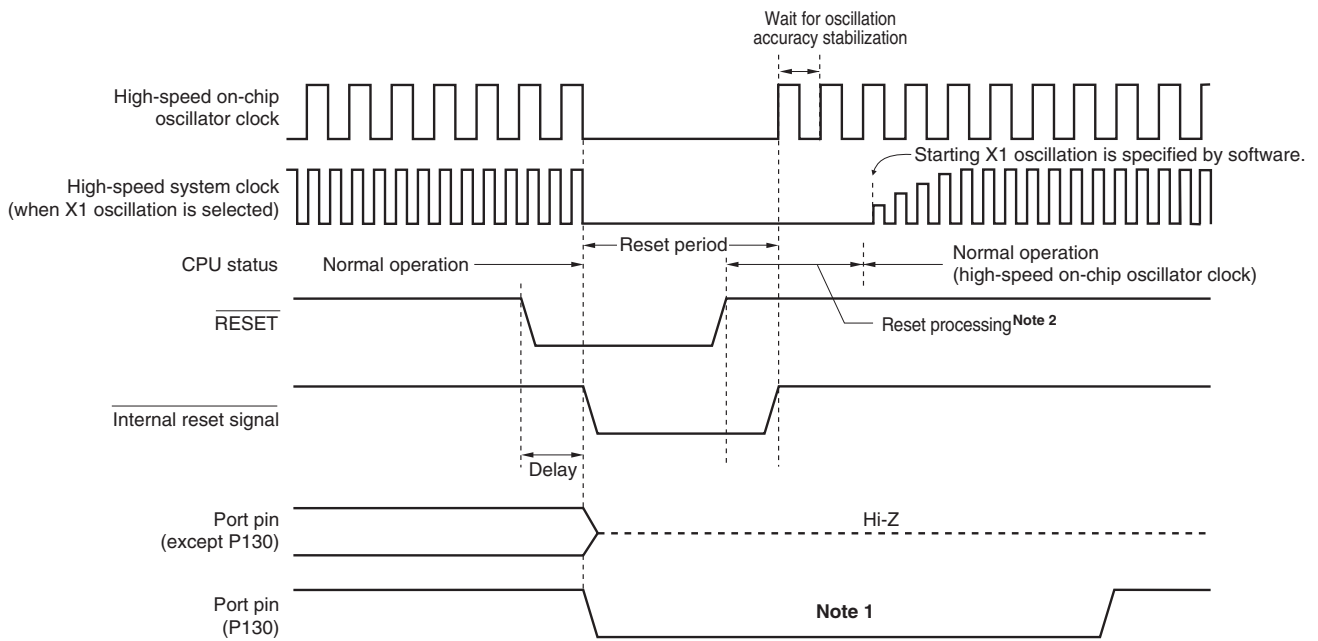 Wait for oscillation
accuracy stabilization
High-speed on-chip
oscillator clock
Starting X1 oscillation is specified by software.
High-speed system clock
(when X1 oscillation is selected)
Reset period
CPU status
Normal operation
Normal operation
(high-speed on-chip oscillator clock)
RESET
Reset processing Note 2
Internal reset signal
Delay
Port pin
(except P130)
Hi-Z
Port pin
(P130)
Note 1